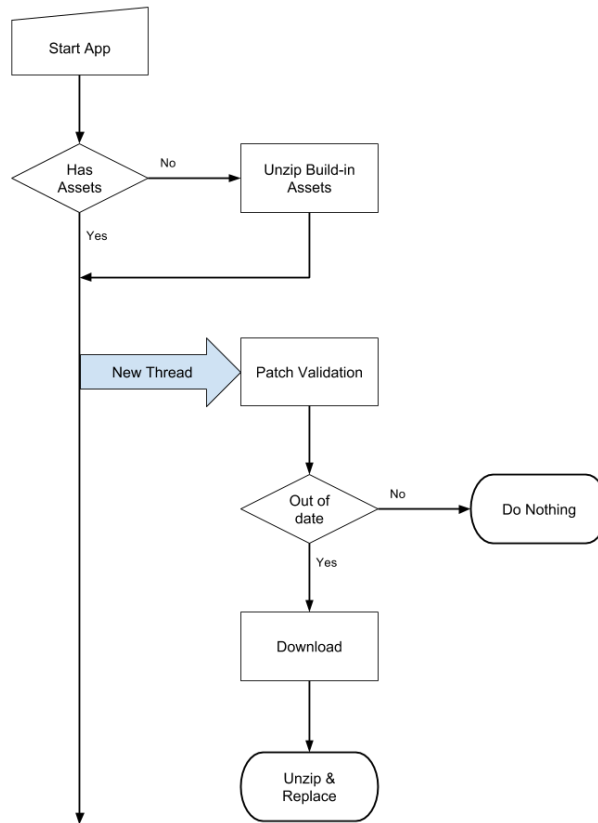 Start App
Has
Assets
No
Unzip Build-in
Assets
Yes
New Thread
Patch Validation
Out of
date
No
Do Nothing
Yes
Download
Unzip &
Replace